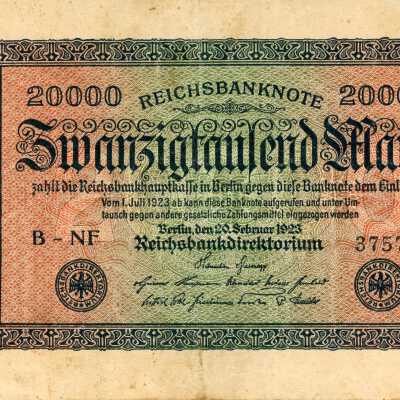 20000 REICHSBANKNOTE 2000
Zwanzigtausend Mar
zahlt die Reichsbankhauptkasse in Berlin gegen diese Banknote dem Einl
Vom 1. Juli 1923 ab kann diese Banknote aufgerufen und unter Um-
tausch gegen andere gesetzliche Zahlungsmittel eingezogen werden
Berlin, den 20. Februar 1923
B - NF Reichsbankdirektorium 3757